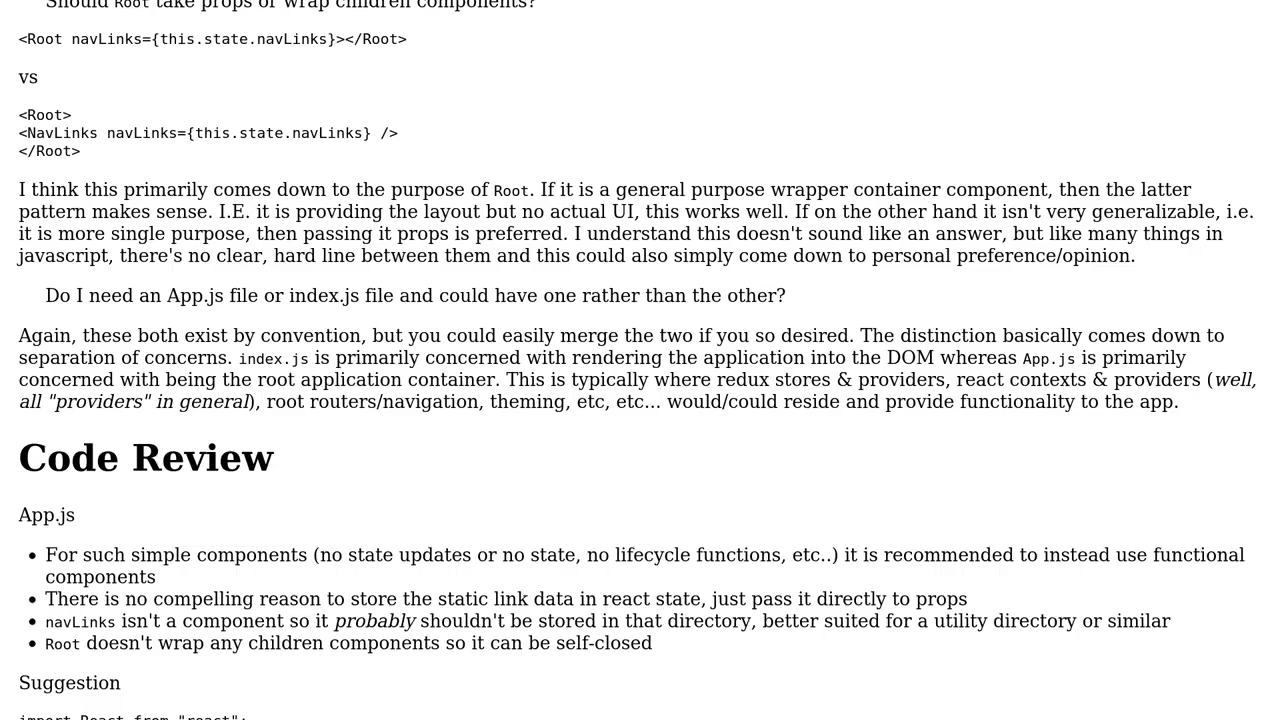 Should Root take props or wrap children components?
<Root navLinks={this.state.navLinks}></Root>
vs
<Root>
<NavLinks navLinks={this.state.navLinks} />
</Root>
I think this primarily comes down to the purpose of Root. If it is a general purpose wrapper container component, then the latter
pattern makes sense. I.E. it is providing the layout but no actual UI, this works well. If on the other hand it isn't very generalizable, i.e.
it is more single purpose, then passing it props is preferred. I understand this doesn't sound like an answer, but like many things in
javascript, there's no clear, hard line between them and this could also simply come down to personal preference/opinion.
Do I need an App.js file or index.js file and could have one rather than the other?
Again, these both exist by convention, but you could easily merge the two if you so desired. The distinction basically comes down to
separation of concerns. index.js is primarily concerned with rendering the application into the DOM whereas App.js is primarily
concerned with being the root application container. This is typically where redux stores & providers, react contexts & providers (well,
all "providers" in general), root routers/navigation, theming, etc, etc... would/could reside and provide functionality to the app.
Code Review
App.js
• For such simple components (no state updates or no state, no lifecycle functions, etc..) it is recommended to instead use functional
components
• There is no compelling reason to store the static link data in react state, just pass it directly to props
• navLinks isn't a component so it probably shouldn't be stored in that directory, better suited for a utility directory or similar
• Root doesn't wrap any children components so it can be self-closed
Suggestion
import React from "react";